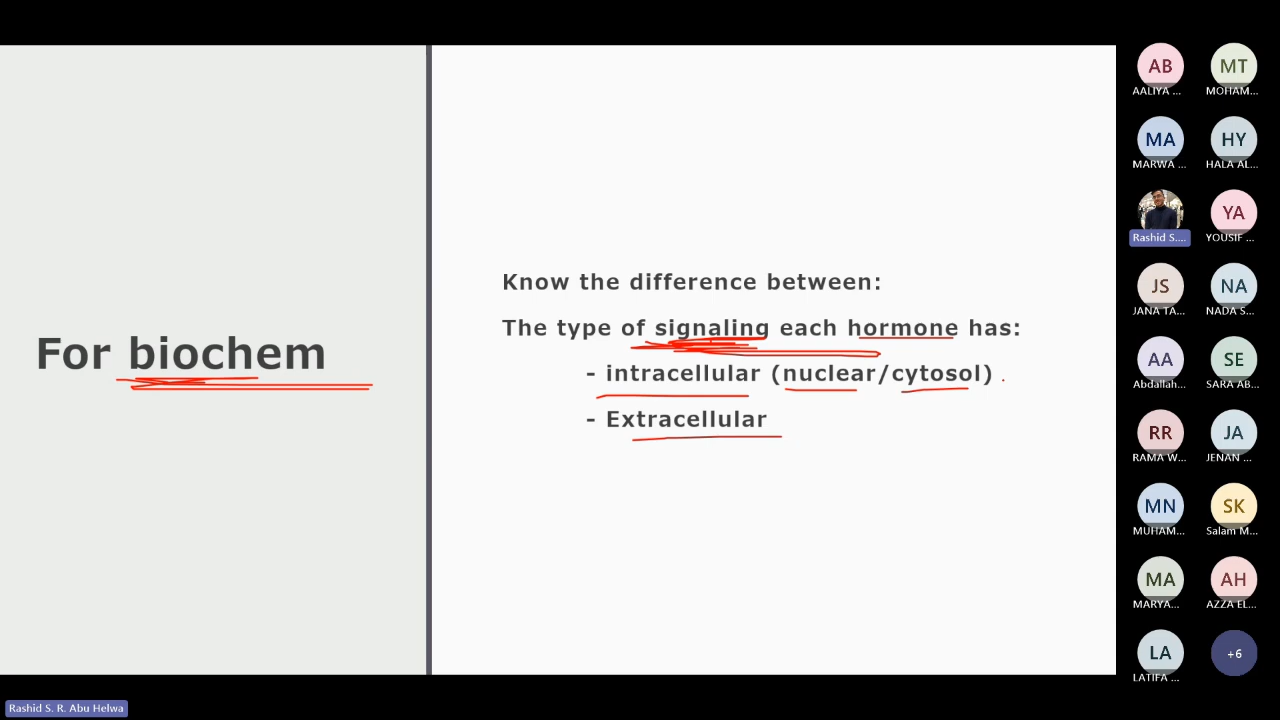 For biochem
Know the difference between:
The type of signaling each hormone has:
- intracellular (nuclear/cytosol)
- Extracellular
AB
AALIYA ...
MT
MOHAM...
MA
MARWA ...
HY
HALA AL...
Rashid S....
YA
YOUSIF ...
JS
JANA TA...
NA
NADA S...
AA
Abdallah...
SE
SARA AB...
RR
RAMA W...
JA
JENAN ...
MN
MUHAM...
SK
Salam M...
MA
MARYA...
AH
AZZA EL...
LA
LATIFA ...
+6
Rashid S. R. Abu Helwa